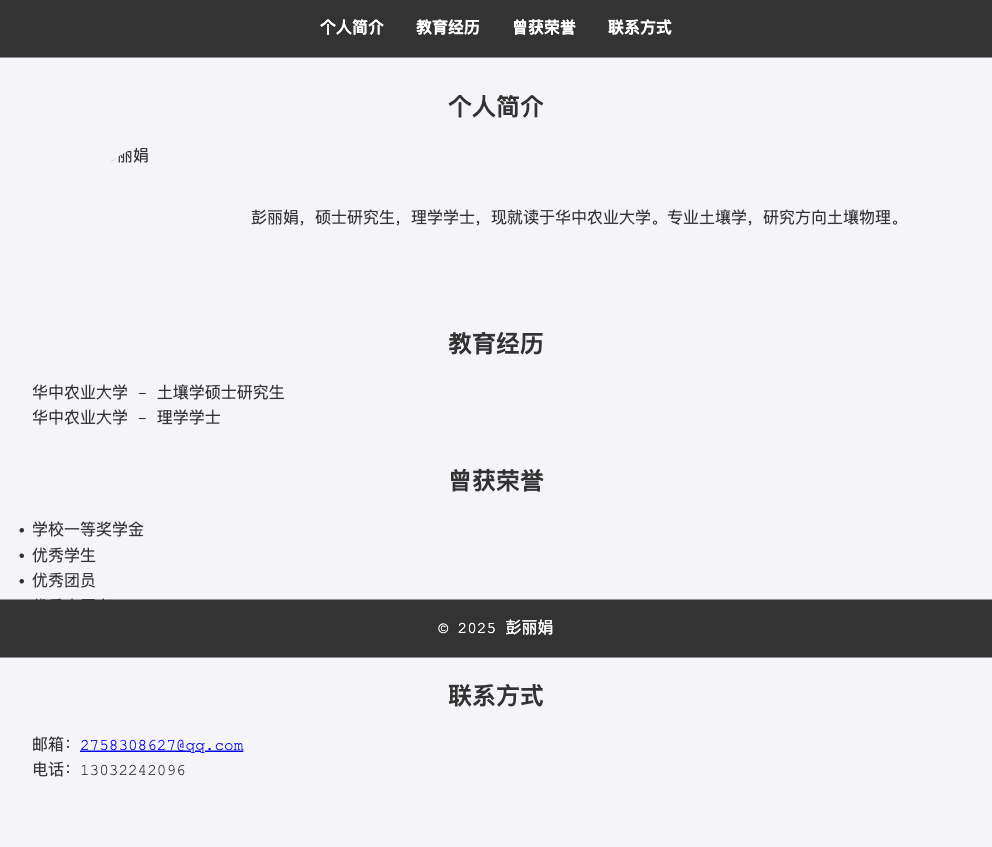 个人简介 教育经历 曾获荣誉 联系方式
个人简介
丽娟
彭丽娟，硕士研究生，理学学士，现就读于华中农业大学。专业土壤学，研究方向土壤物理。
教育经历
华中农业大学 - 土壤学硕士研究生
华中农业大学 - 理学学士
曾获荣誉
• 学校一等奖学金
• 优秀学生
• 优秀团员
© 2025 彭丽娟
联系方式
邮箱：2758308627@qq.com
电话：13032242096